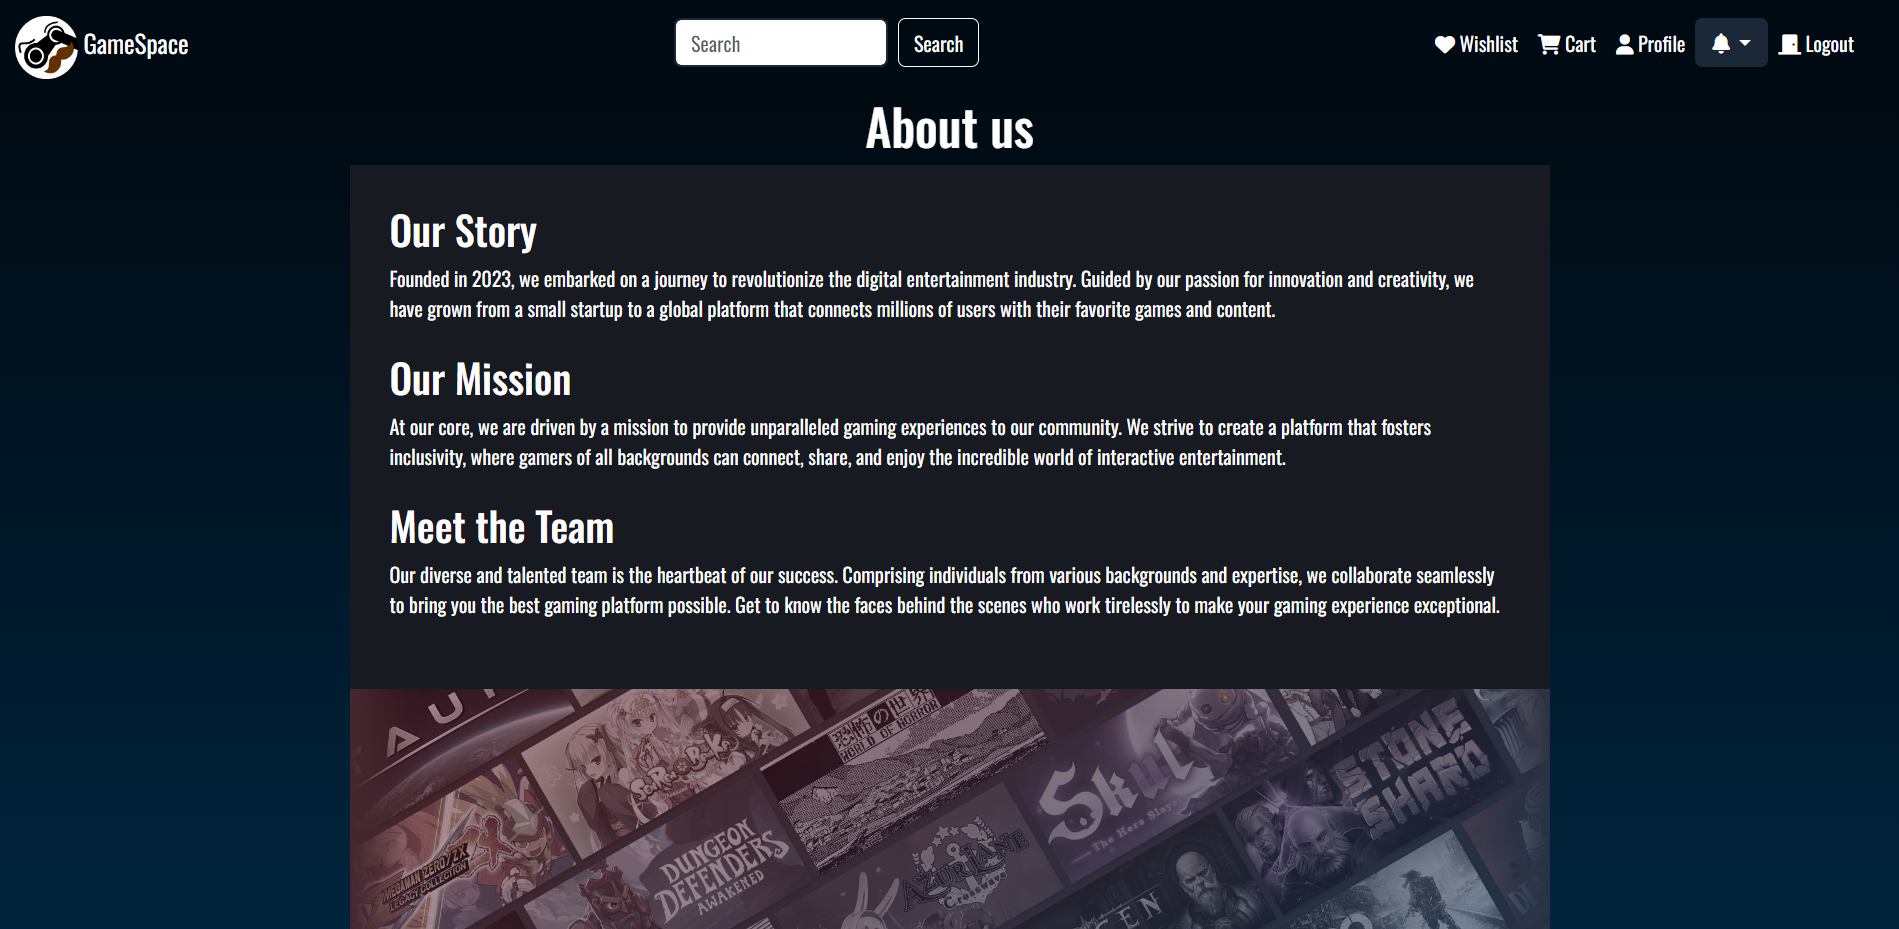 GameSpace
Search
Search
Wishlist
Cart
Profile
Logout
About us
Our Story
Founded in 2023, we embarked on a journey to revolutionize the digital entertainment industry. Guided by our passion for innovation and creativity, we
have grown from a small startup to a global platform that connects millions of users with their favorite games and content.
Our Mission
At our core, we are driven by a mission to provide unparalleled gaming experiences to our community. We strive to create a platform that fosters
inclusivity, where gamers of all backgrounds can connect, share, and enjoy the incredible world of interactive entertainment.
Meet the Team
Our diverse and talented team is the heartbeat of our success. Comprising individuals from various backgrounds and expertise, we collaborate seamlessly
to bring you the best gaming platform possible. Get to know the faces behind the scenes who work tirelessly to make your gaming experience exceptional.
恐怖の世界
WORLD OF HORROR
Skul
The Hero Slayer
STONE
SHARD
MEGAMAN ZERO/ZX
LEGACY COLLECTION
DUNGEON
DEFENDERS
AWAKENED
AZUR LANE
Crosswave